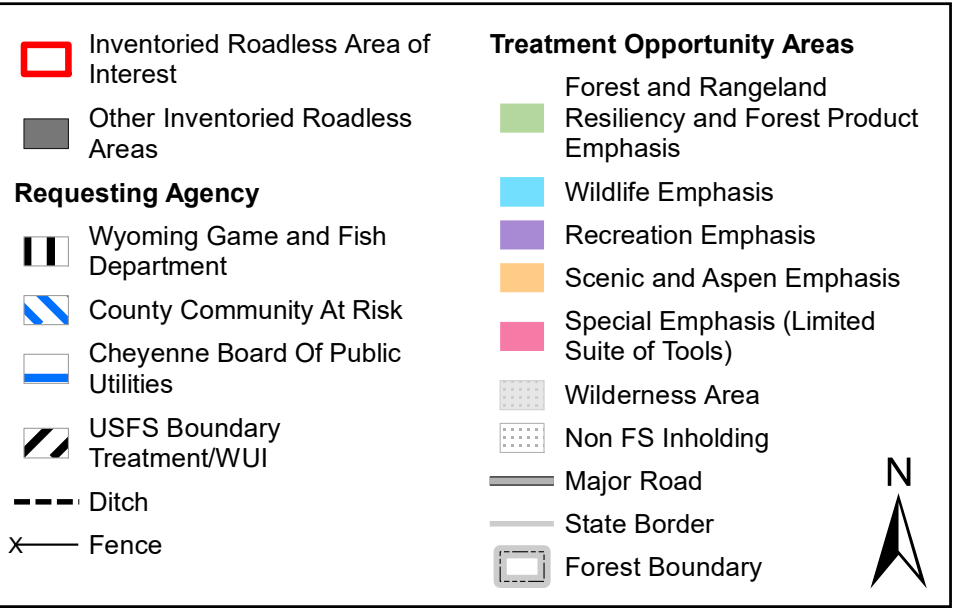 Inventoried Roadless Area of
Interest
Other Inventoried Roadless
Areas
Requesting Agency
Wyoming Game and Fish
Department
County Community At Risk
Cheyenne Board Of Public
Utilities
USFS Boundary
Treatment/WUI
Ditch
X
Fence
Treatment Opportunity Areas
Forest and Rangeland
Resiliency and Forest Product
Emphasis
Wildlife Emphasis
Recreation Emphasis
Scenic and Aspen Emphasis
Special Emphasis (Limited
Suite of Tools)
Wilderness Area
Non FS Inholding
Major Road
State Border
Forest Boundary
N